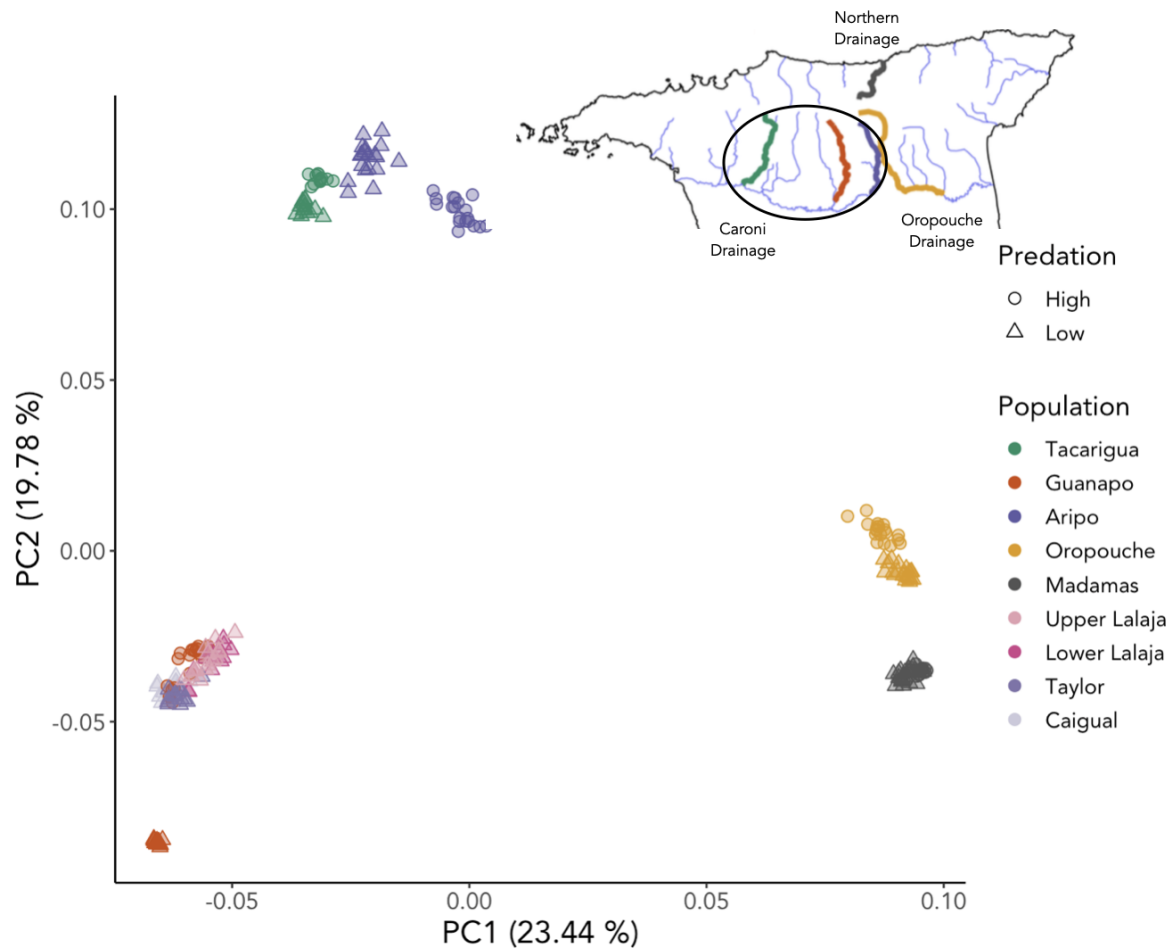 Northern
Drainage
Caroni
Drainage
Oropouche
Drainage
Predation
High
Low
Population
Tacarigua
Guanapo
Aripo
Oropouche
Madamas
Upper Lalaja
Lower Lalaja
Taylor
Caigual
PC2 (19.78 %)
0.10
0.05
0.00
-0.05
-0.05
0.00
0.05
0.10
PC1 (23.44 %)